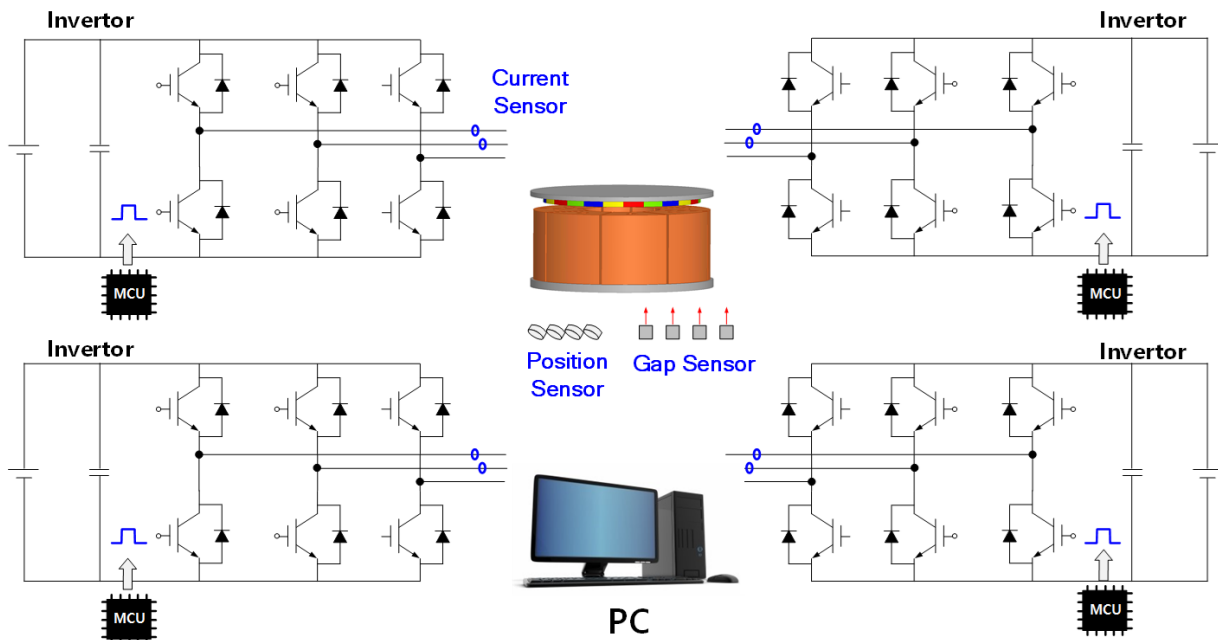 Invertor
Invertor
Current
Sensor
MCU
MCU
Position
Sensor
Gap Sensor
Invertor
Invertor
MCU
MCU
PC